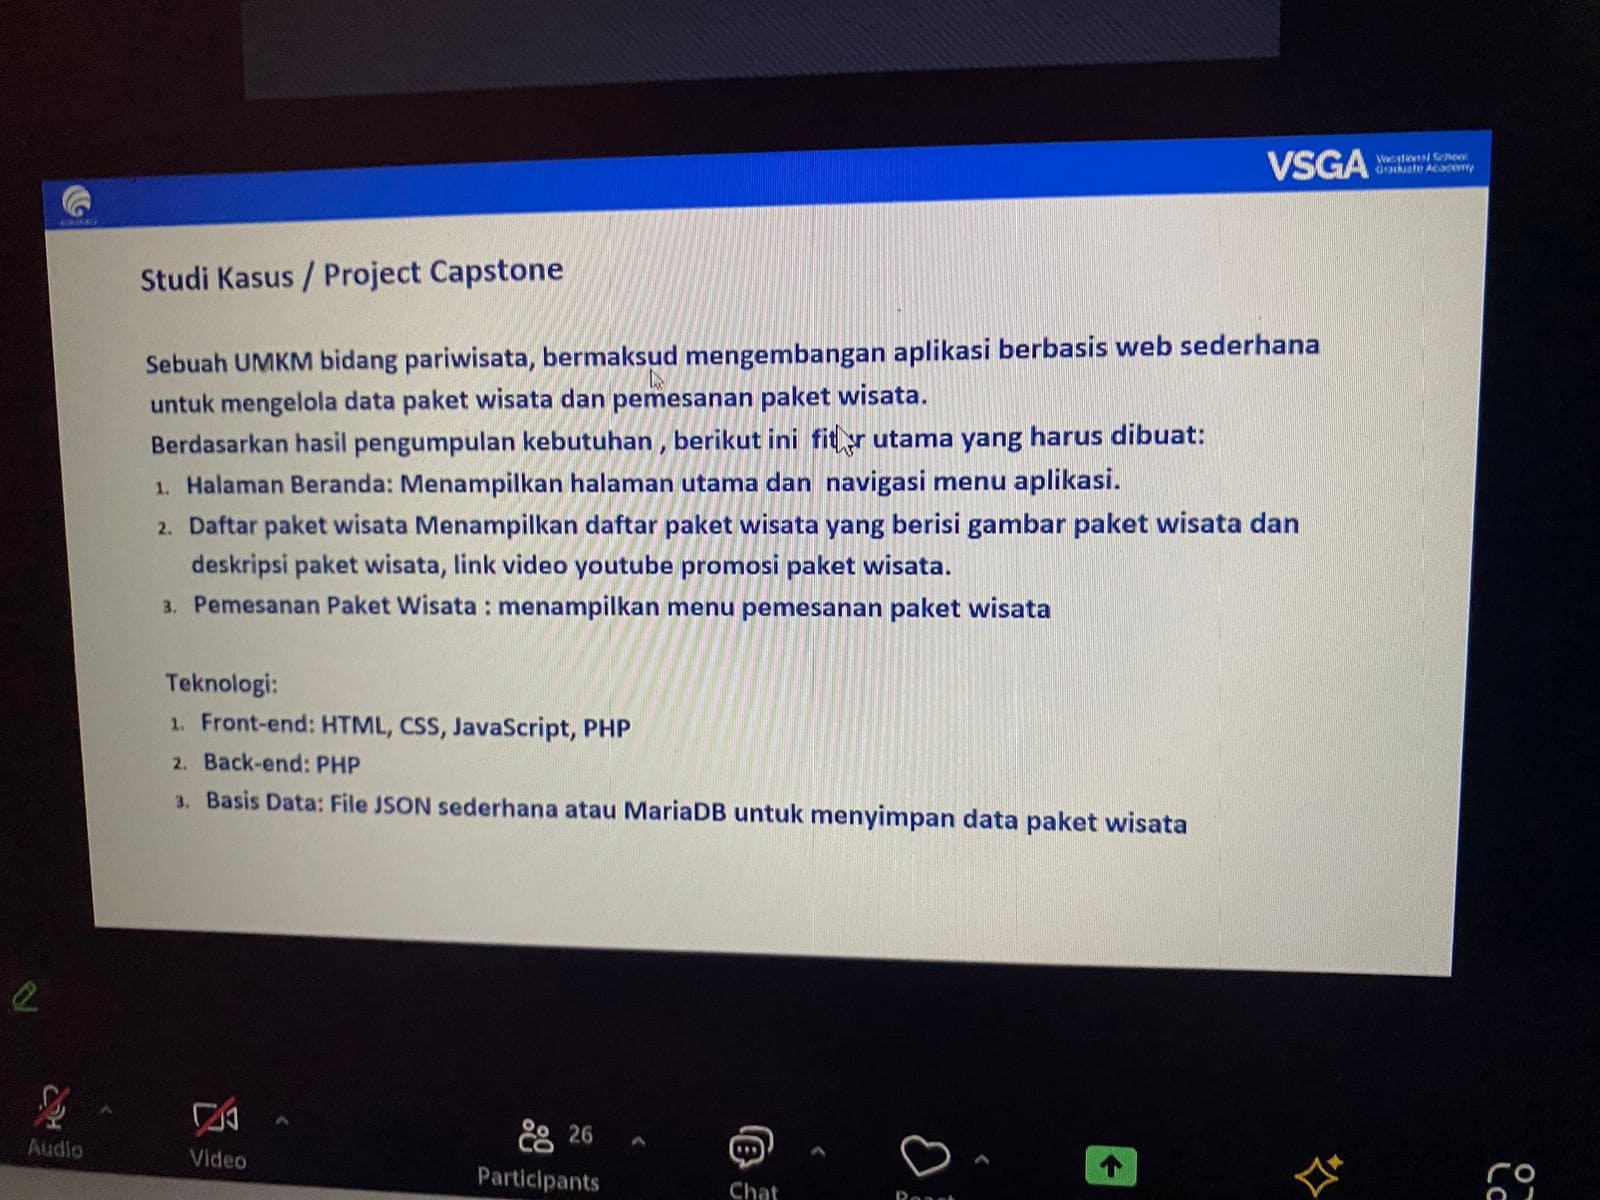 VSGA Vocational School
Graduate Academy
Studi Kasus / Project Capstone
Sebuah UMKM bidang pariwisata, bermaksud mengembangan aplikasi berbasis web sederhana
untuk mengelola data paket wisata dan pemesanan paket wisata.
Berdasarkan hasil pengumpulan kebutuhan , berikut ini fitur utama yang harus dibuat:
1. Halaman Beranda: Menampilkan halaman utama dan navigasi menu aplikasi.
2. Daftar paket wisata Menampilkan daftar paket wisata yang berisi gambar paket wisata dan
deskripsi paket wisata, link video youtube promosi paket wisata.
3. Pemesanan Paket Wisata : menampilkan menu pemesanan paket wisata
Teknologi:
1. Front-end: HTML, CSS, JavaScript, PHP
2. Back-end: PHP
3. Basis Data: File JSON sederhana atau MariaDB untuk menyimpan data paket wisata
26
Audio
Video
Participants
Chat